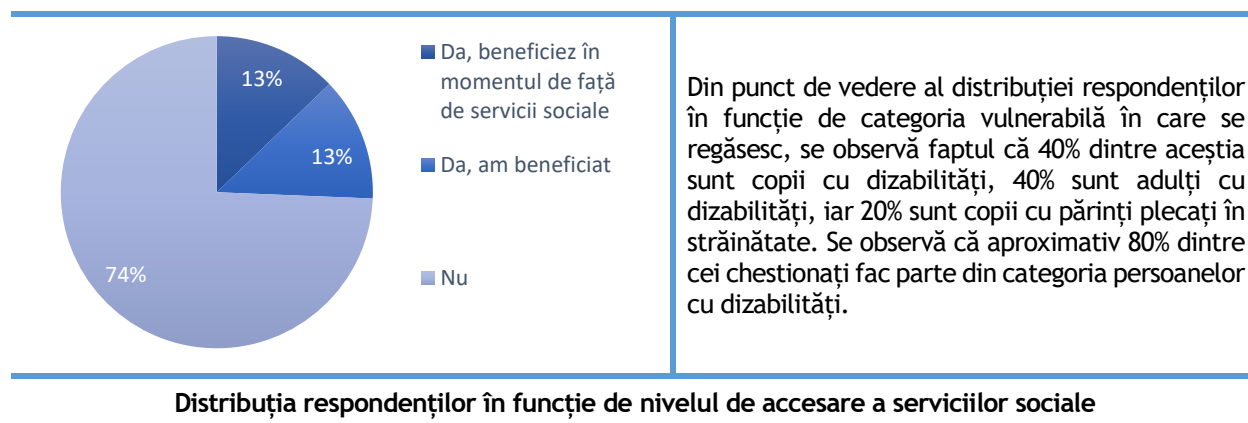 13%
13%
74%
Da, beneficiez în
momentul de față
de servicii sociale
Da, am beneficiat
Nu
Din punct de vedere al distribuției respondenților
în funcție de categoria vulnerabilă în care se
regăsesc, se observă faptul că 40% dintre aceștia
sunt copii cu dizabilități, 40% sunt adulți cu
dizabilități, iar 20% sunt copii cu părinți plecați în
străinătate. Se observă că aproximativ 80% dintre
cei chestionați fac parte din categoria persoanelor
cu dizabilități.
Distribuția respondenților în funcție de nivelul de accesare a serviciilor sociale